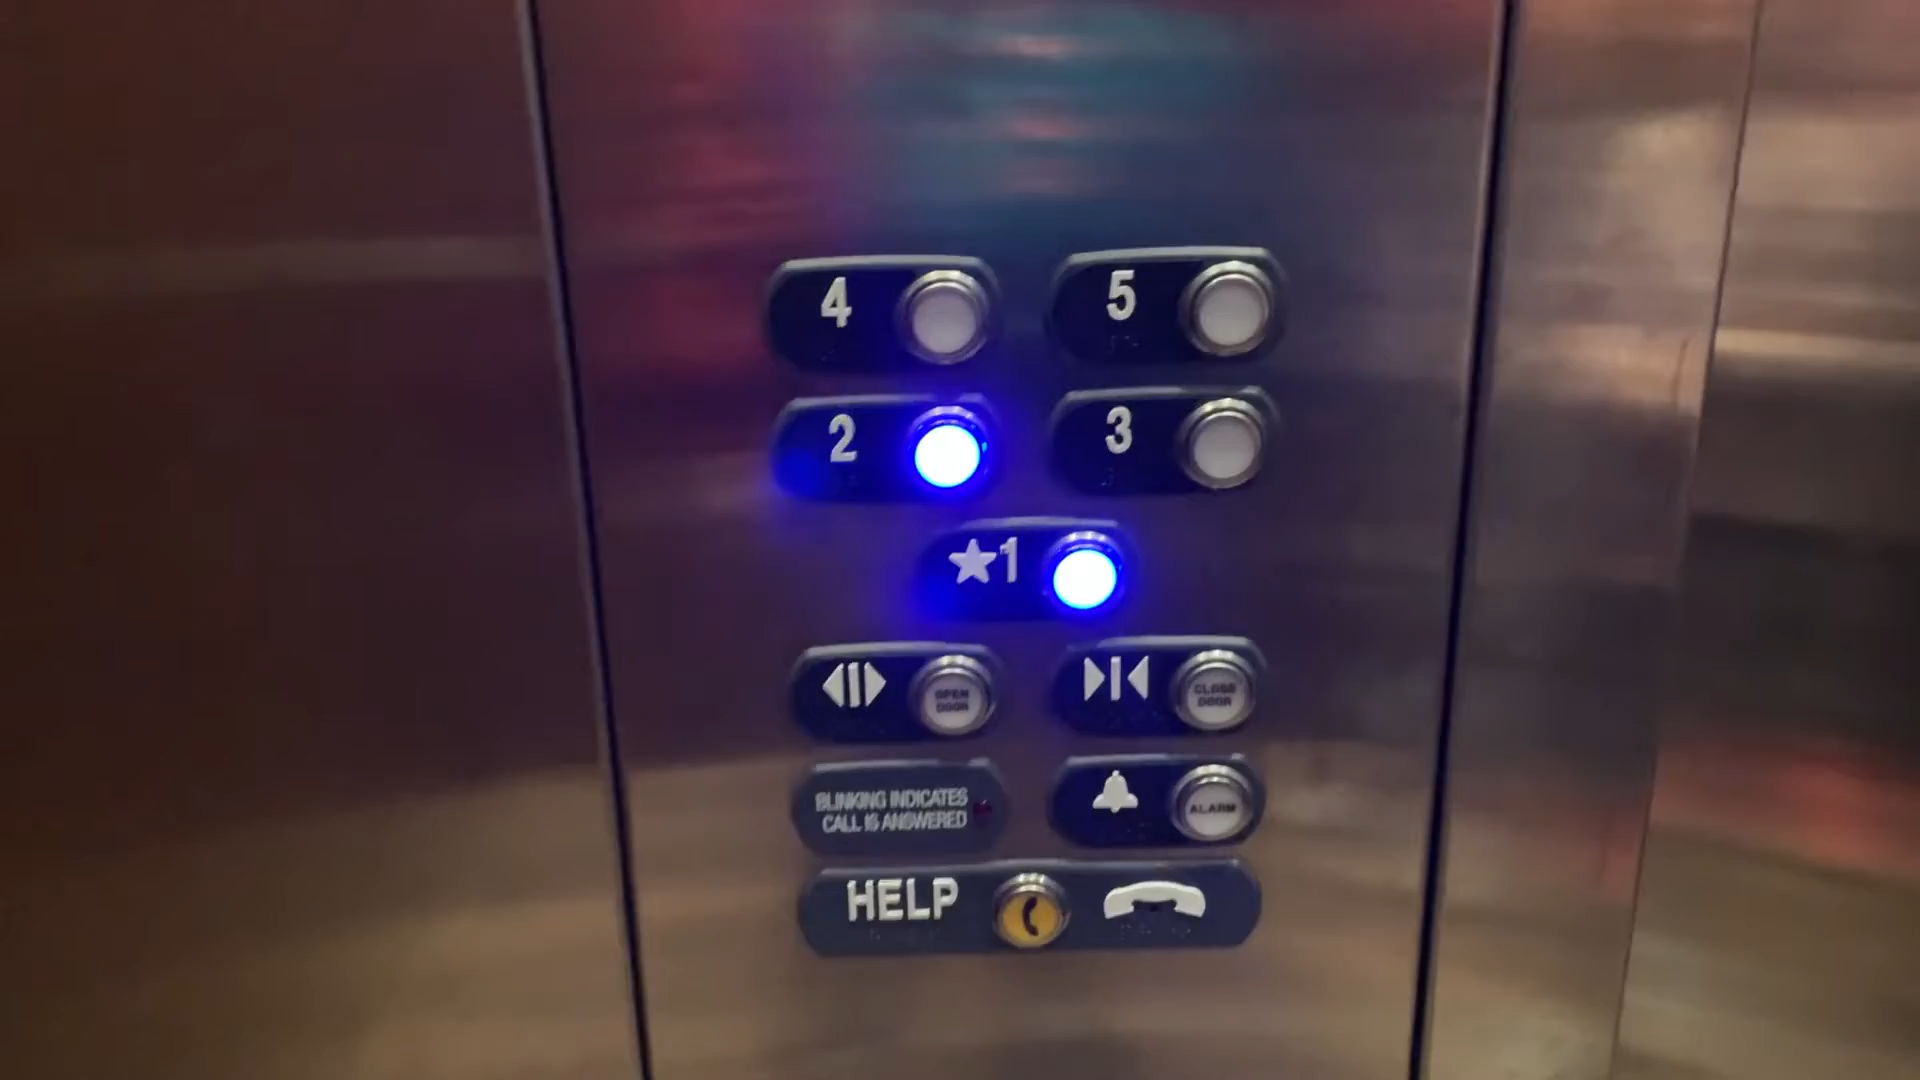 4
5
2
3
★1
OPEN
DOOR
CLOSE
DOOR
BLINKING INDICATES
CALL IS ANSWERED
ALARM
HELP